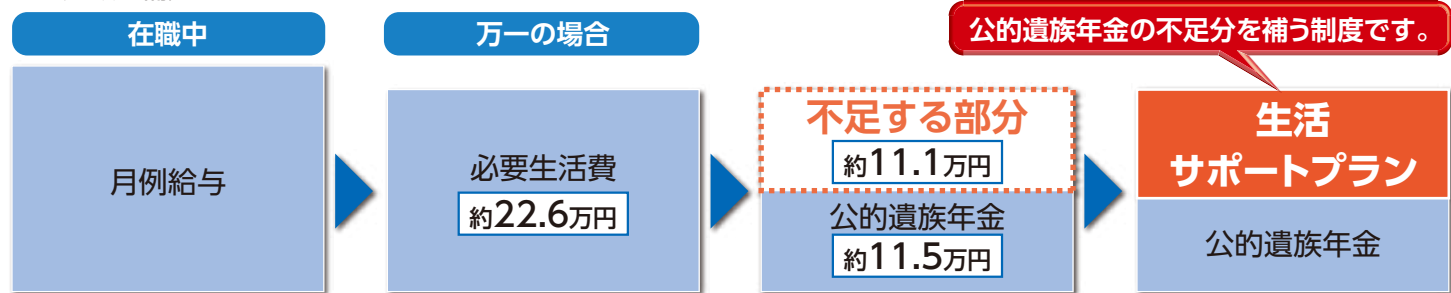 在職中
万一の場合
公的遺族年金の不足分を補う制度です。
月例給与
必要生活費
約22.6万円
不足する部分
約11.1万円
公的遺族年金
約11.5万円
生活
サポートプラン
公的遺族年金